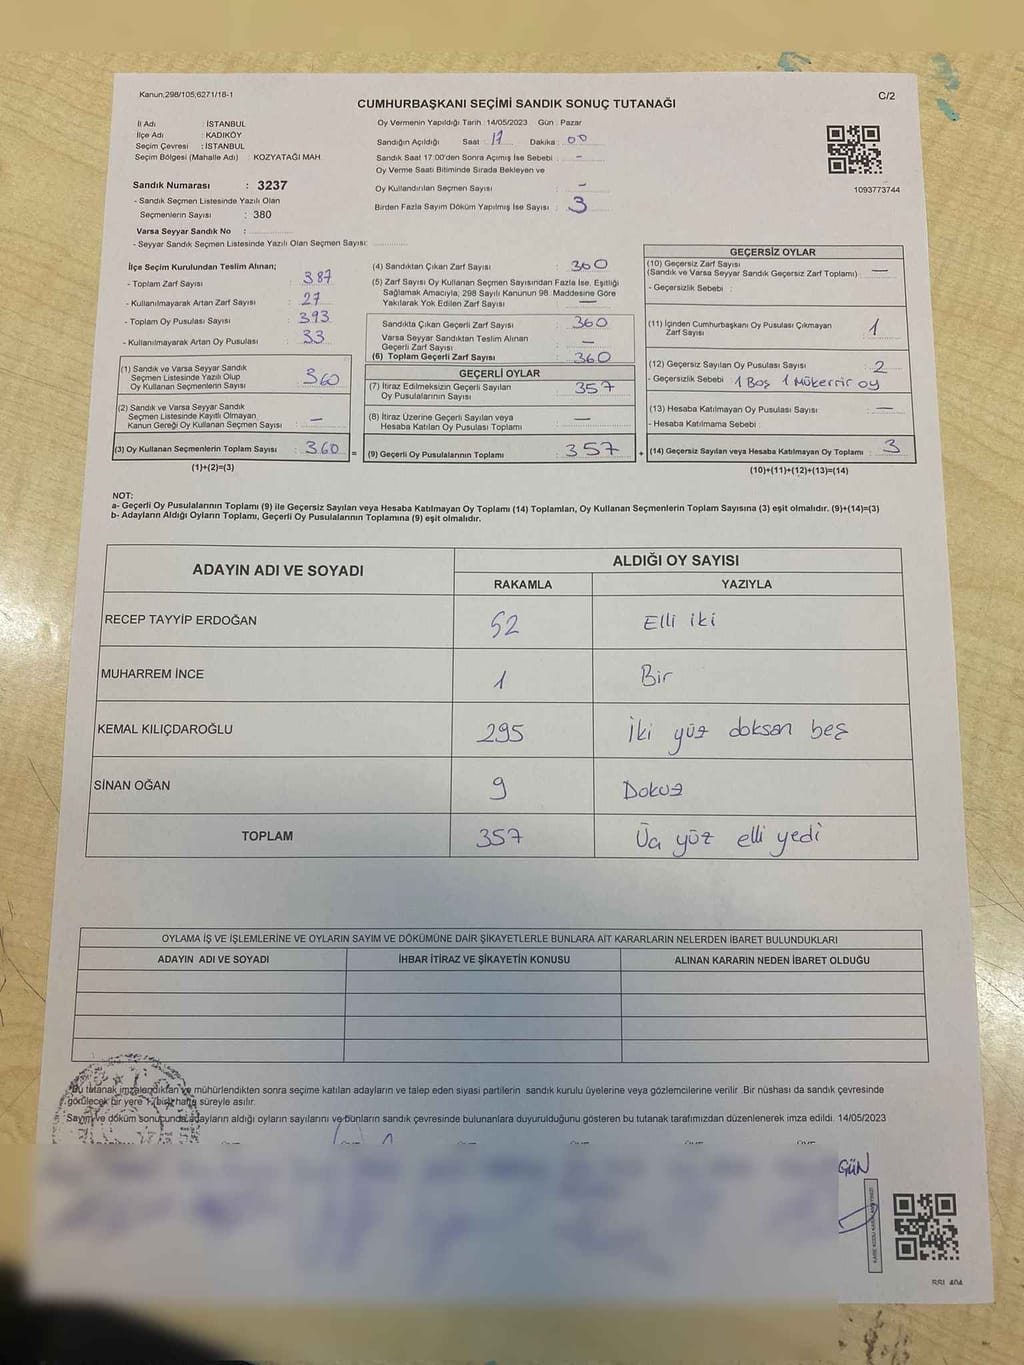 Kanun;298/105;6271/18-1
CUMHURBAŞKANI SEÇİMİ SANDIK SONUÇ TUTANAĞI
C/2
İl Adı : İSTANBUL
İlçe Adı : KADIKÖY
Seçim Çevresi : İSTANBUL
Seçim Bölgesi (Mahalle Adı) : KOZYATAĞI MAH
Sandık Numarası : 3237
- Sandık Seçmen Listesinde Yazılı Olan
Seçmenlerin Sayısı : 380
Varsa Seyyar Sandık No :
- Seyyar Sandık Seçmen Listesinde Yazılı Olan Seçmen Sayısı:
Oy Vermenin Yapıldığı Tarih : 14/05/2023 Gün : Pazar
Sandığın Açıldığı Saat : 17 Dakika : 00
Sandık Saat 17:00'den Sonra Açımış İse Sebebi : -
Oy Verme Saati Bitiminde Sırada Bekleyen ve
Oy Kullandırılan Seçmen Sayısı : -
Birden Fazla Sayım Döküm Yapılmış İse Sayısı : 3
1093773744
İlçe Seçim Kurulundan Teslim Alınan;
- Toplam Zarf Sayısı : 387
- Kullanılmayarak Artan Zarf Sayısı : 27
- Toplam Oy Pusulası Sayısı : 393
- Kullanılmayarak Artan Oy Pusulası : 33
(1) Sandık ve Varsa Seyyar Sandık
Seçmen Listesinde Yazılı Olup
Oy Kullanan Seçmenlerin Sayısı : 360
(2) Sandık ve Varsa Seyyar Sandık
Seçmen Listesinde Kayıtlı Olmayan
Kanun Gereği Oy Kullanan Seçmen Sayısı : -
(3) Oy Kullanan Seçmenlerin Toplam Sayısı : 360 =
(1)+(2)=(3)
(4) Sandıktan Çıkan Zarf Sayısı : 360
(5) Zarf Sayısı Oy Kullanan Seçmen Sayısından Fazla İse, Eşitliği
Sağlamak Amacıyla, 298 Sayılı Kanunun 98. Maddesine Göre
Yakılarak Yok Edilen Zarf Sayısı : -
Sandıkta Çıkan Geçerli Zarf Sayısı : 360
Varsa Seyyar Sandıktan Teslim Alınan
Geçerli Zarf Sayısı : -
(6) Toplam Geçerli Zarf Sayısı : 360
GEÇERLİ OYLAR
(7) İtiraz Edilmeksizin Geçerli Sayılan
Oy Pusulalarının Sayısı : 357
(8) İtiraz Üzerine Geçerli Sayılan veya
Hesaba Katılan Oy Pusulası Toplamı : -
(9) Geçerli Oy Pusulalarının Toplamı : 357 +
GEÇERSİZ OYLAR
(10) Geçersiz Zarf Sayısı
(Sandık ve Varsa Seyyar Sandık Geçersiz Zarf Toplamı) : -
- Geçersizlik Sebebi :
(11) İçinden Cumhurbaşkanı Oy Pusulası Çıkmayan
Zarf Sayısı : 1
(12) Geçersiz Sayılan Oy Pusulası Sayısı : 2
- Geçersizlik Sebebi : 1 Boş 1 Mükerrir oy
(13) Hesaba Katılmayan Oy Pusulası Sayısı : -
- Hesaba Katılmama Sebebi :
(14) Geçersiz Sayılan veya Hesaba Katılmayan Oy Toplamı : 3
(10)+(11)+(12)+(13)=(14)
NOT:
a- Geçerli Oy Pusulalarının Toplamı (9) ile Geçersiz Sayılan veya Hesaba Katılmayan Oy Toplamı (14) Toplamları, Oy Kullanan Seçmenlerin Toplam Sayısına (3) eşit olmalıdır. (9)+(14)=(3)
b- Adayların Aldığı Oyların Toplamı, Geçerli Oy Pusulalarının Toplamına (9) eşit olmalıdır.
ADAYIN ADI VE SOYADI
ALDIĞI OY SAYISI
RAKAMLA YAZIYLA
RECEP TAYYİP ERDOĞAN 52 Elli iki
MUHARREM İNCE 1 Bir
KEMAL KILIÇDAROĞLU 295 İki yüz doksan beş
SİNAN OĞAN 9 Dokuz
TOPLAM 357 Üç yüz elli yedi
OYLAMA İŞ VE İŞLEMLERİNE VE OYLARIN SAYIM VE DÖKÜMÜNE DAİR ŞİKAYETLERLE BUNLARA AİT KARARLARIN NELERDEN İBARET BULUNDUKLARI
ADAYIN ADI VE SOYADI İHBAR İTİRAZ VE ŞİKAYETİN KONUSU ALINAN KARARIN NEDEN İBARET OLDUĞU
Bu tutanak imzalandıktan ve mühürlendikten sonra seçime katılan adayların ve talep eden siyasi partilerin sandık kurulu üyelerine veya gözlemcilerine verilir. Bir nüshası da sandık çevresinde
görülecek bir yere 1 (bir) hafta süreyle asılır.
Sayım ve döküm sonucunda adayların aldığı oyların sayılarını ve bunların sandık çevresinde bulunanlara duyurulduğunu gösteren bu tutanak tarafımızdan düzenlenerek imza edildi. 14/05/2023
GÜN